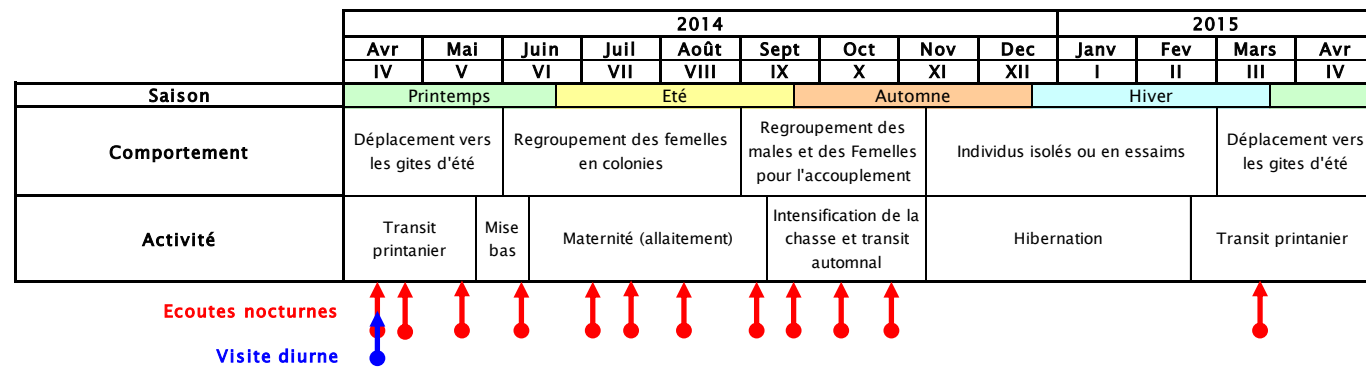 2014 2015
Avr Mai Juin Juil Août Sept Oct Nov Dec Janv Fev Mars Avr
IV V VI VII VIII IX X XI XII I II III IV
Saison Printemps Eté Automne Hiver
Comportement
Déplacement vers
les gites d'été
Regroupement des femelles
en colonies
Regroupement des
males et des Femelles
pour l'accouplement
Individus isolés ou en essaims
Déplacement vers
les gites d'été
Activité
Transit
printanier
Mise
bas
Maternité (allaitement)
Intensification de la
chasse et transit
automnal
Hibernation
Transit printanier
Ecoutes nocturnes
Visite diurne